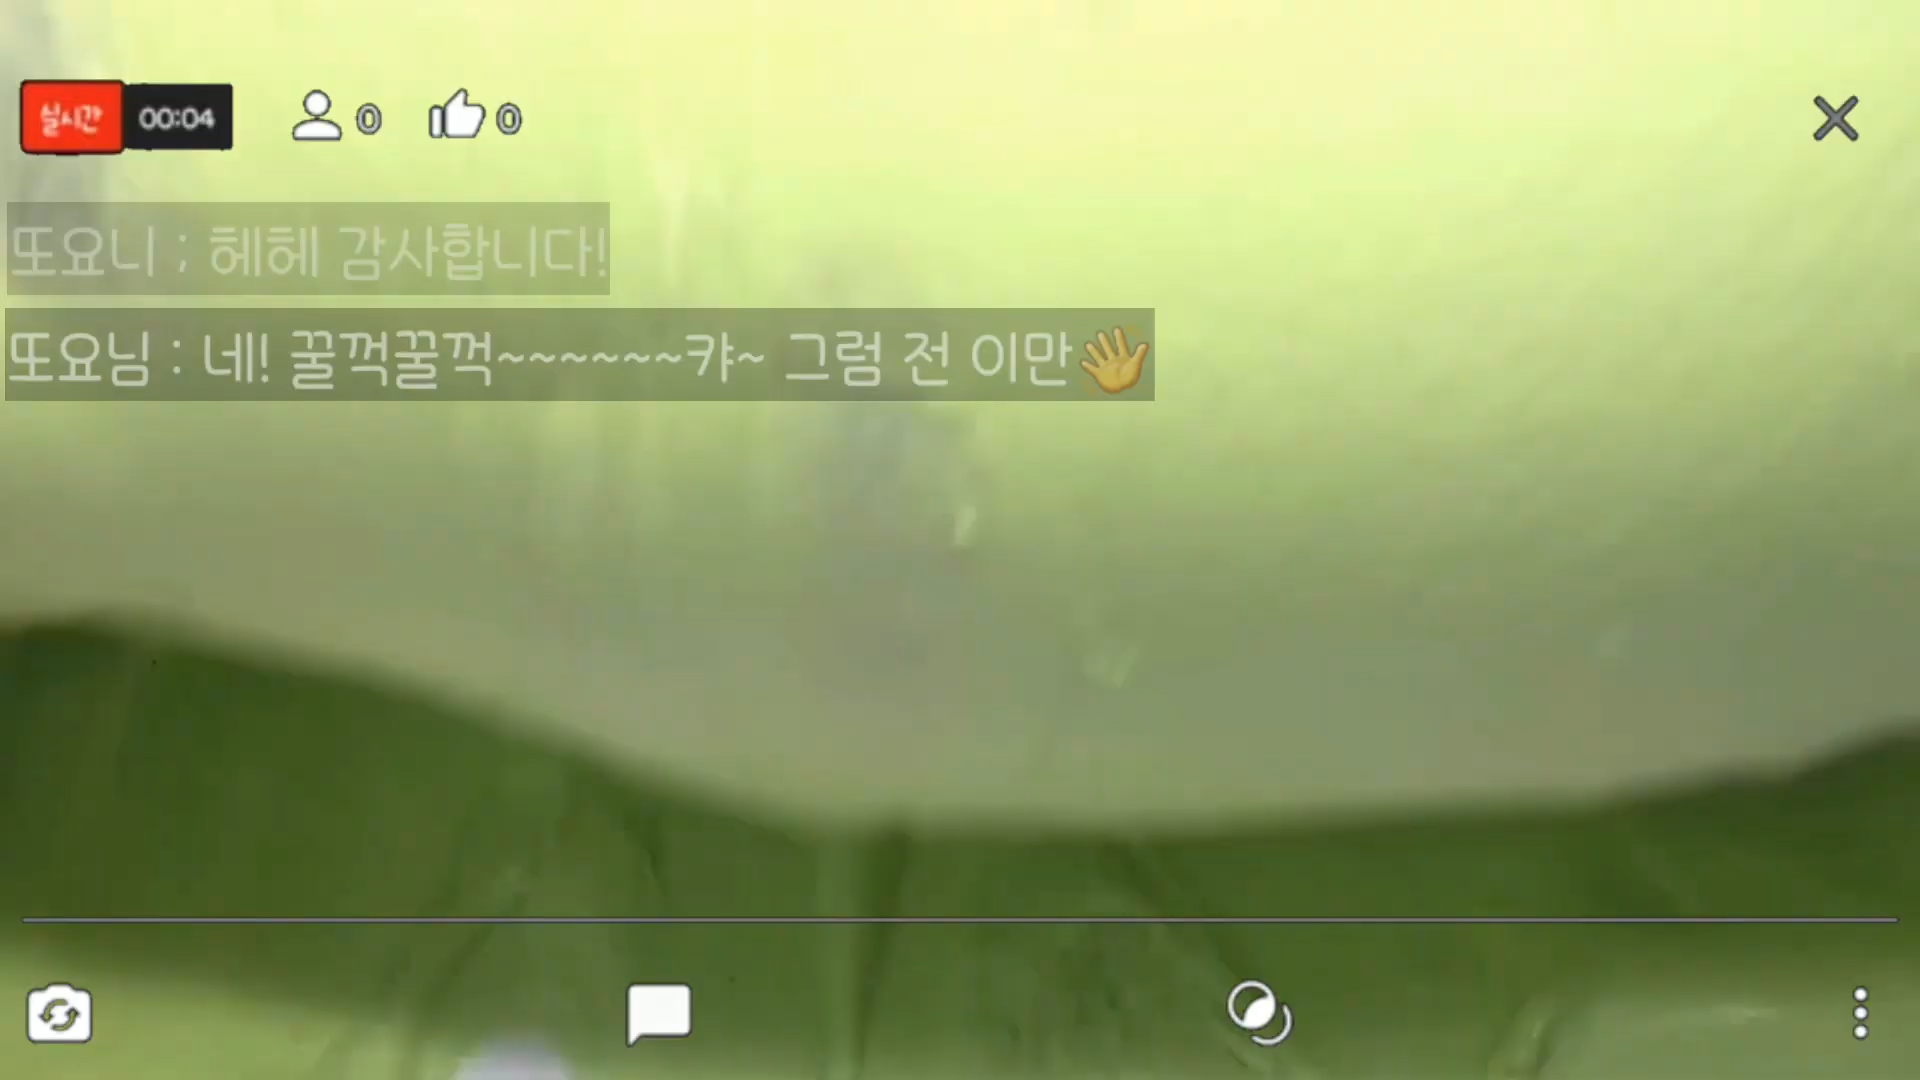 실시간 00:04 0 0
또요니 ; 헤헤 감사합니다!
또요님 : 네! 꿀꺽꿀꺽~~~~~~캬~ 그럼 전 이만👋